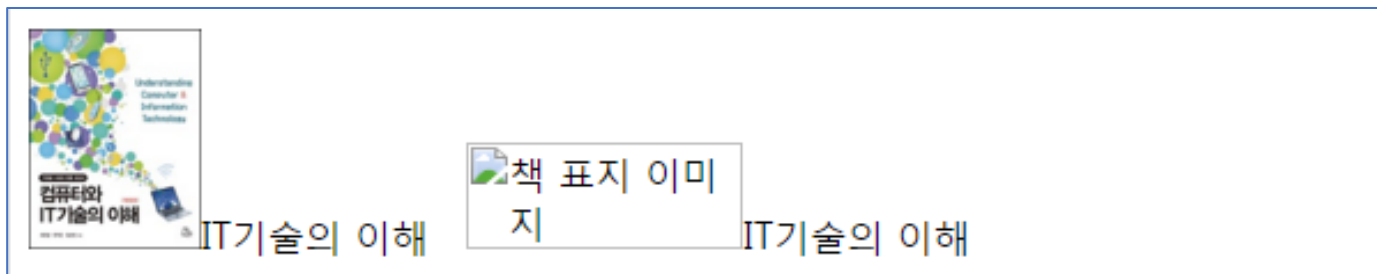 Understanding
Computer &
Information
Technology
컴퓨터와
IT기술의 이해
IT기술의 이해
책 표지 이미
지
IT기술의 이해